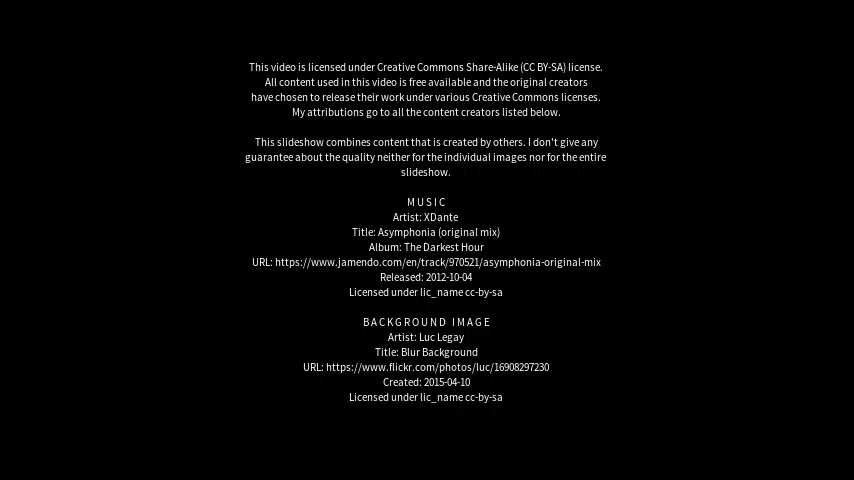 This video is licensed under Creative Commons Share-Alike (CC BY-SA) license.
All content used in this video is free available and the original creators
have chosen to release their work under various Creative Commons licenses.
My attributions go to all the content creators listed below.
This slideshow combines content that is created by others. I don't give any
guarantee about the quality neither for the individual images nor for the entire
slideshow.
MUSIC
Artist: XDante
Title: Asymphonia (original mix)
Album: The Darkest Hour
URL: https://www.jamendo.com/en/track/970521/asymphonia-original-mix
Released: 2012-10-04
Licensed under lic_name cc-by-sa
BACKGROUND IMAGE
Artist: Luc Legay
Title: Blur Background
URL: https://www.flickr.com/photos/luc/16908297230
Created: 2015-04-10
Licensed under lic_name cc-by-sa